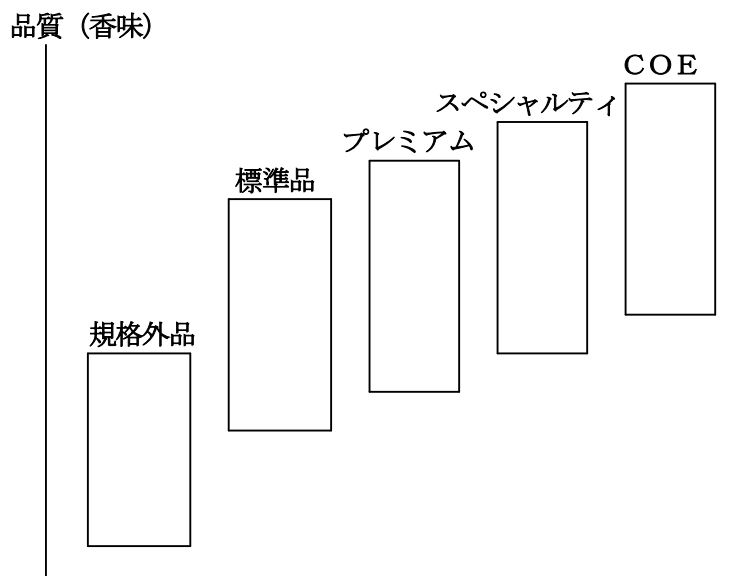 品質（香味）
ＣＯＥ
スペシャルティ
プレミアム
標準品
規格外品